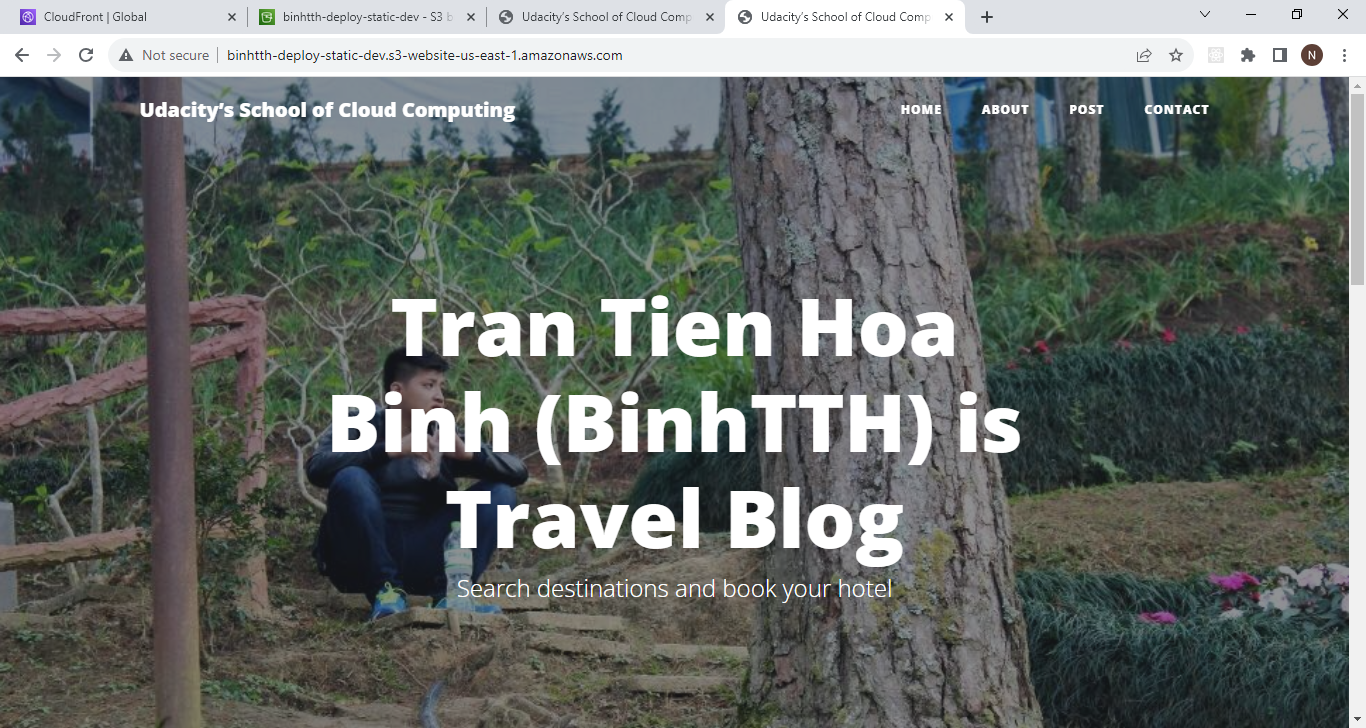 CloudFront | Global
binhtth-deploy-static-dev - S3 b
Udacity’s School of Cloud Comp
Udacity’s School of Cloud Comp
Not secure
binhtth-deploy-static-dev.s3-website-us-east-1.amazonaws.com
N
Udacity’s School of Cloud Computing
HOME
ABOUT
POST
CONTACT
Tran Tien Hoa
Binh (BinhTTH) is
Travel Blog
Search destinations and book your hotel